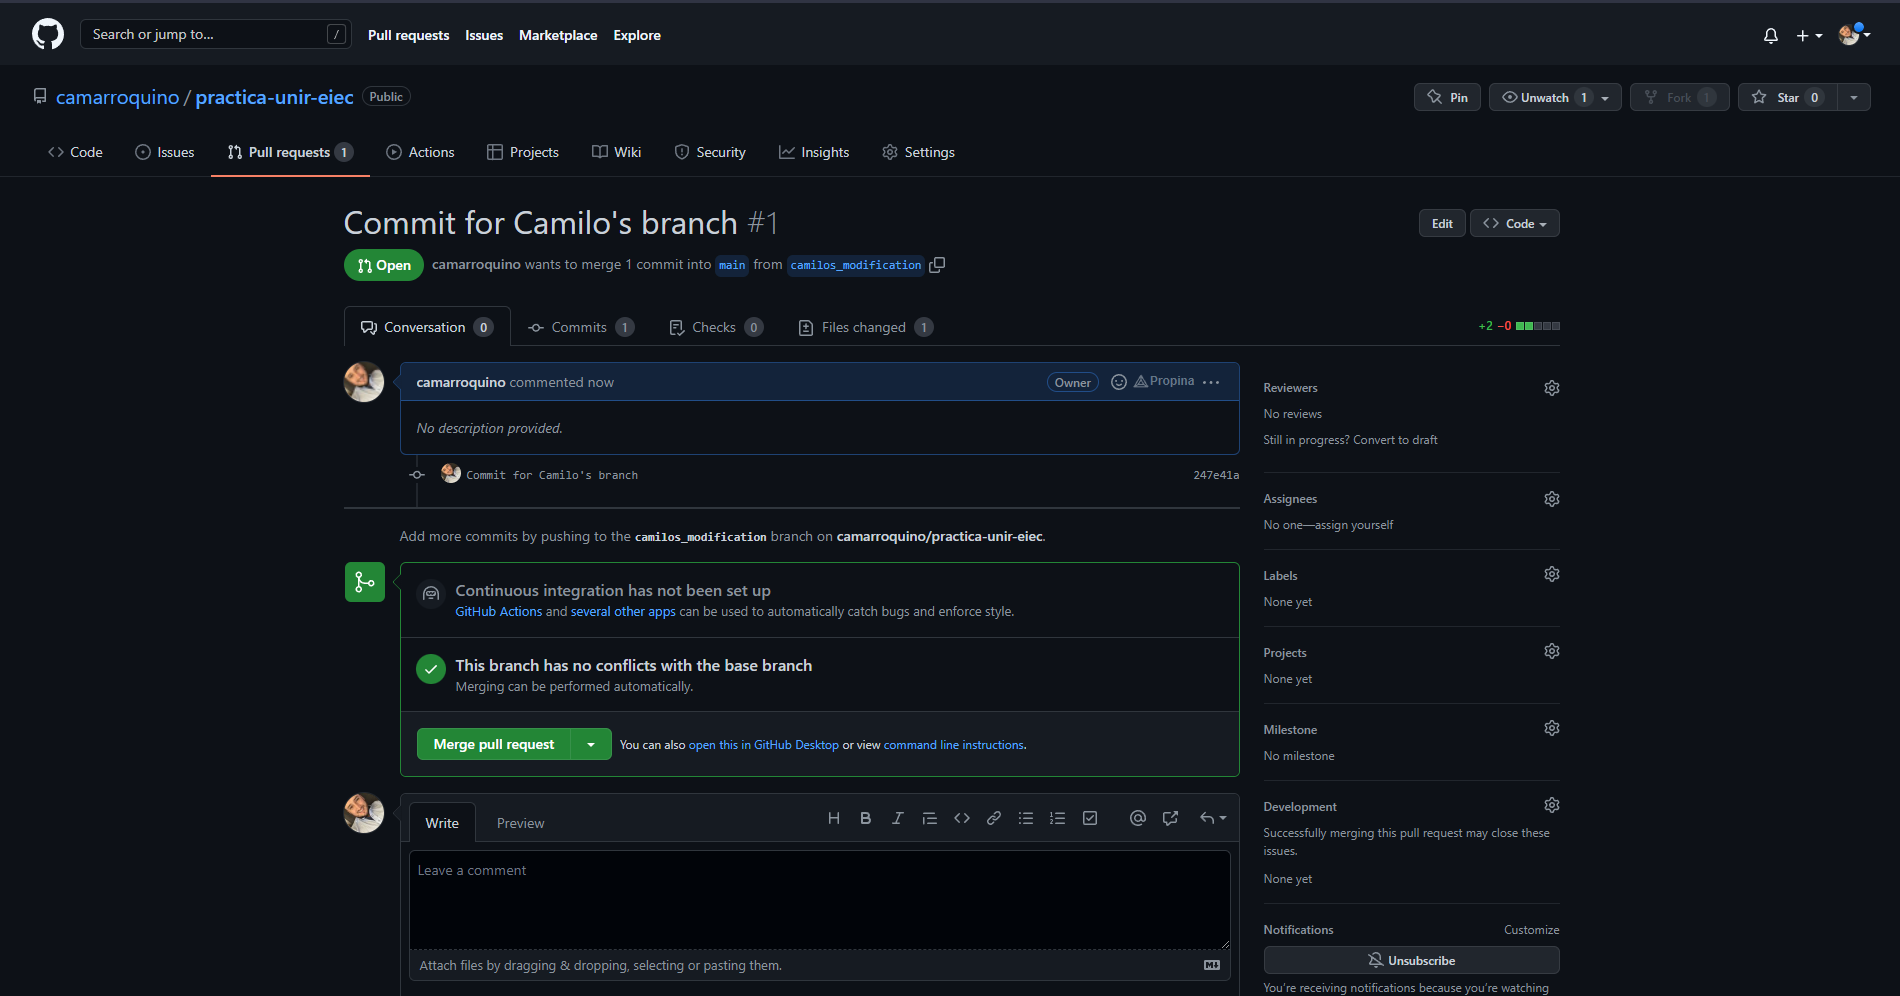 Search or jump to... /
Pull requests Issues Marketplace Explore
camarroquino / practica-unir-eiec Public
Pin Unwatch 1 Fork 1 Star 0
Code Issues Pull requests 1 Actions Projects Wiki Security Insights Settings
Commit for Camilo's branch #1
Edit Code
Open camarroquino wants to merge 1 commit into main from camilos_modification
Conversation 0 Commits 1 Checks 0 Files changed 1
+2 −0
camarroquino commented now
Owner Propina ...
No description provided.
Commit for Camilo's branch 247e41a
Add more commits by pushing to the camilos_modification branch on camarroquino/practica-unir-eiec.
Continuous integration has not been set up
GitHub Actions and several other apps can be used to automatically catch bugs and enforce style.
This branch has no conflicts with the base branch
Merging can be performed automatically.
Merge pull request You can also open this in GitHub Desktop or view command line instructions.
Write Preview
Leave a comment
Attach files by dragging & dropping, selecting or pasting them.
Reviewers
No reviews
Still in progress? Convert to draft
Assignees
No one—assign yourself
Labels
None yet
Projects
None yet
Milestone
No milestone
Development
Successfully merging this pull request may close these
issues.
None yet
Notifications Customize
Unsubscribe
You're receiving notifications because you're watching